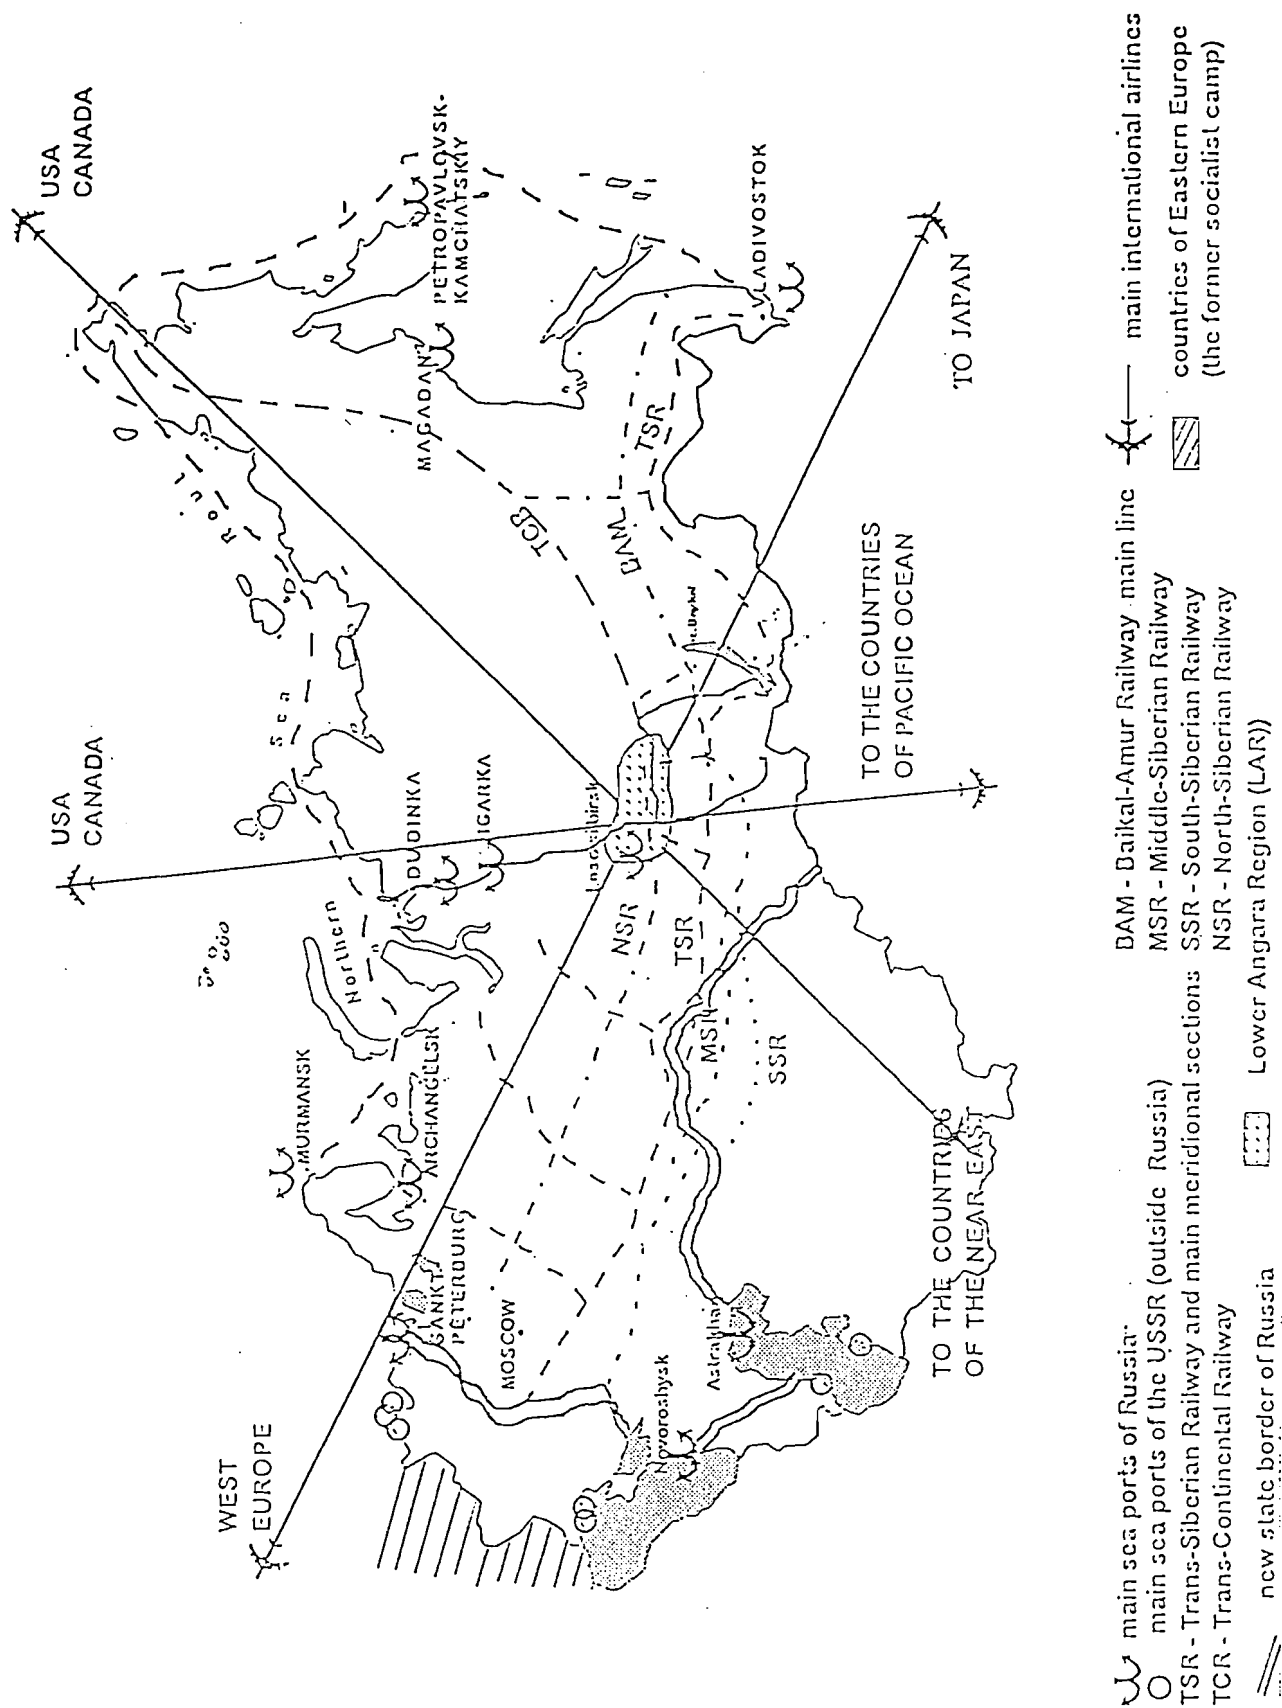 USA
CANADA
USA
CANADA
WEST
EUROPE
Northern
Sea
MURMANSK
ARCHANGELSK
DUDINKA
IGARKA
SANKT-
PETERBURG
MOSCOW
MAGADAN
PETROPAVLOVSK-
KAMCHATSKIY
TCR
NSR
TSR
MSR
SSR
BAM
TSR
Astrakhan
Novoroshysk
VLADIVOSTOK
TO THE COUNTRIES
OF THE NEAR EAST
TO THE COUNTRIES
OF PACIFIC OCEAN
TO JAPAN
main sea ports of Russia
main sea ports of the USSR (outside Russia)
TSR - Trans-Siberian Railway and main meridional sections
TCR - Trans-Continental Railway
new state border of Russia
BAM - Baikal-Amur Railway main line
MSR - Middle-Siberian Railway
SSR - South-Siberian Railway
NSR - North-Siberian Railway
Lower Angara Region (LAR))
main international airlines
countries of Eastern Europe
(the former socialist camp)